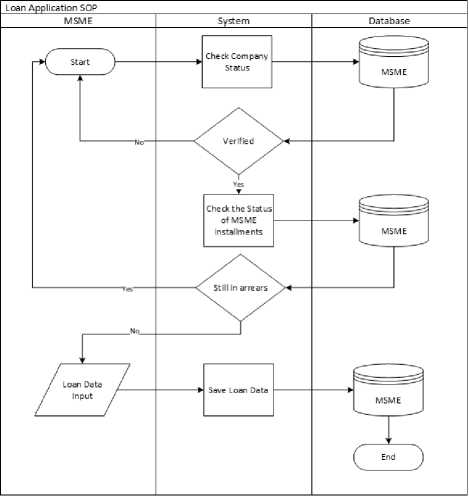 Loan Application SOP
MSME
System
Database
Start
Check Company
Status
MSME
No
Verified
Yes
Check the Status
of MSME
installments
MSME
Yes
Still in arrears
No
Loan Data
Input
Save Loan Data
MSME
End